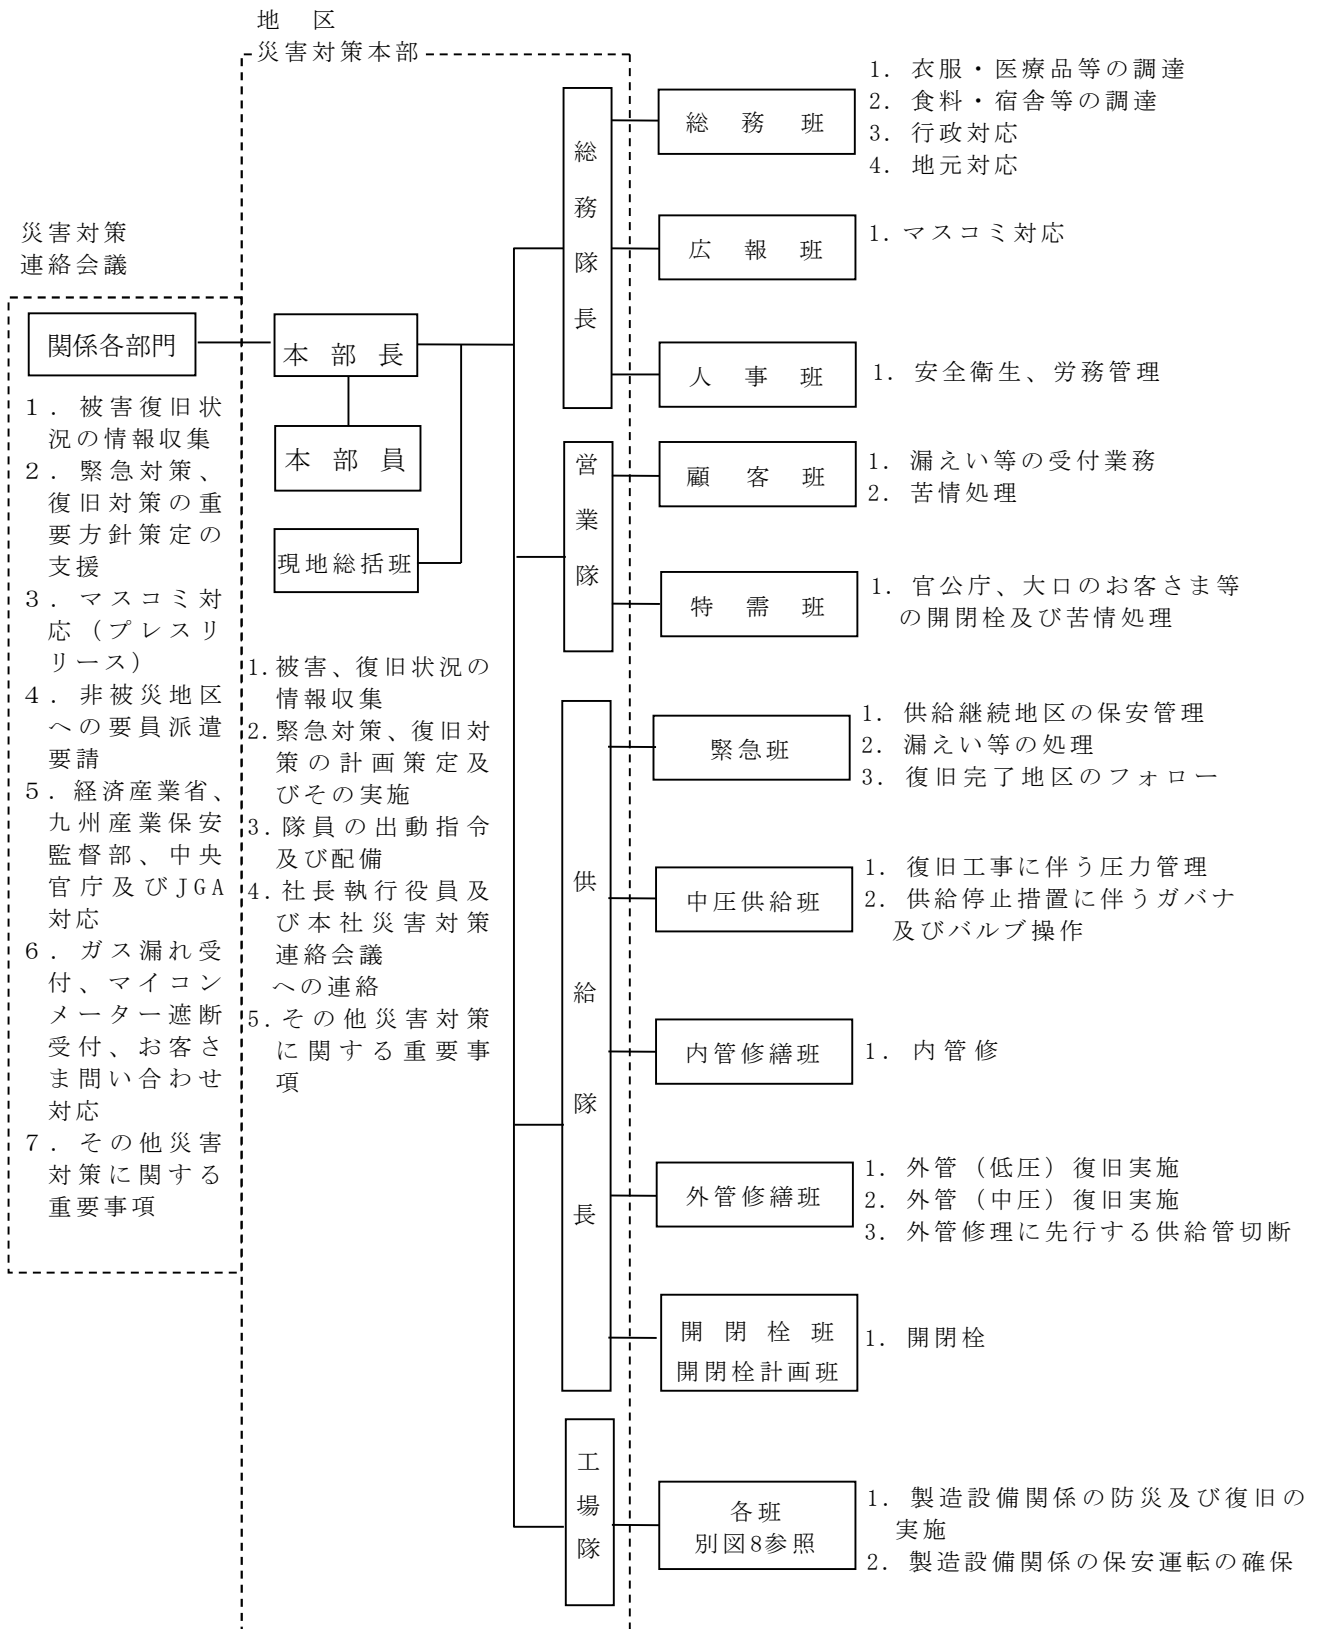 地　区
災害対策本部
災害対策
連絡会議
関係各部門
１．被害復旧状
況の情報収集
２．緊急対策、
復旧対策の重
要方針策定の
支援
３．マスコミ対
応（プレスリ
リース）
４．非被災地区
への要員派遣
要請
５．経済産業省、
九州産業保安
監督部、中央
官庁及びJGA
対応
６．ガス漏れ受
付、マイコン
メーター遮断
受付、お客さ
ま問い合わせ
対応
７．その他災害
対策に関する
重要事項
本 部 長
本 部 員
現地総括班
1.被害、復旧状況の
情報収集
2.緊急対策、復旧対
策の計画策定及
びその実施
3.隊員の出動指令
及び配備
4.社長執行役員及
び本社災害対策
連絡会議
への連絡
5.その他災害対策
に関する重要事
項
総務隊長
総 務 班
1. 衣服・医療品等の調達
2. 食料・宿舎等の調達
3. 行政対応
4. 地元対応
広 報 班
1.マスコミ対応
人 事 班
1. 安全衛生、労務管理
営業隊
顧 客 班
1. 漏えい等の受付業務
2. 苦情処理
特 需 班
1. 官公庁、大口のお客さま等
の開閉栓及び苦情処理
供給隊長
緊急班
1. 供給継続地区の保安管理
2. 漏えい等の処理
3. 復旧完了地区のフォロー
中圧供給班
1. 復旧工事に伴う圧力管理
2. 供給停止措置に伴うガバナ
及びバルブ操作
内管修繕班
1. 内管修
外管修繕班
1. 外管（低圧）復旧実施
2. 外管（中圧）復旧実施
3. 外管修理に先行する供給管切断
開 閉 栓 班
開閉栓計画班
1. 開閉栓
工場隊
各班
別図8参照
1. 製造設備関係の防災及び復旧の
実施
2. 製造設備関係の保安運転の確保